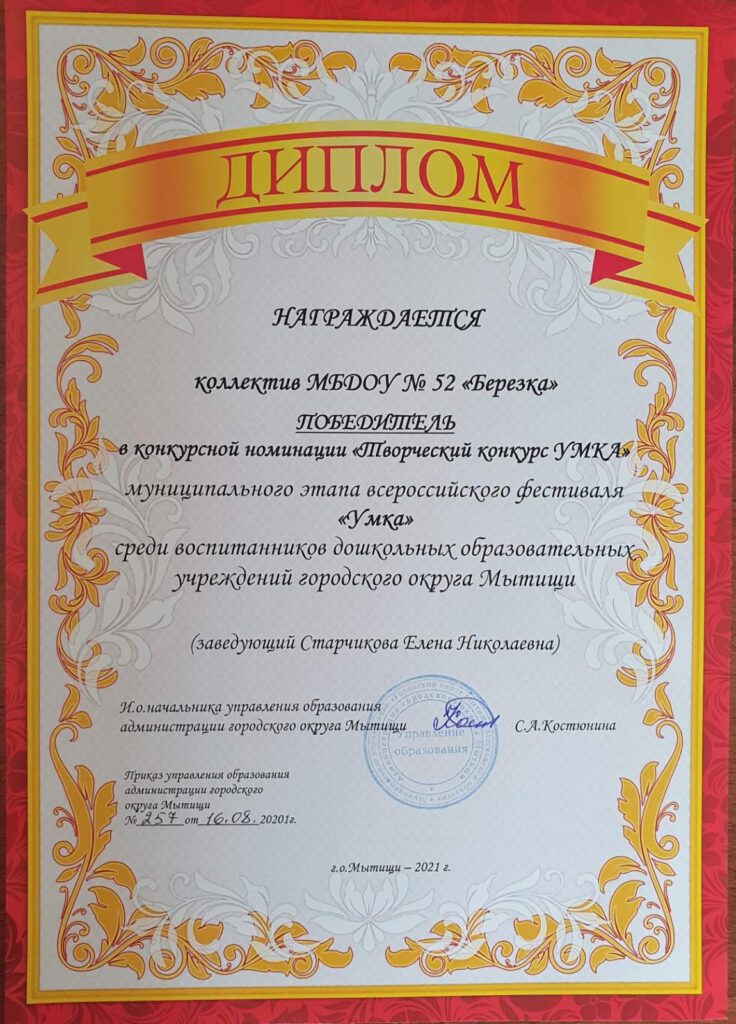 ДИПЛОМ
НАГРАЖДАЕТСЯ
коллектив МБДОУ № 52 «Березка»
ПОБЕДИТЕЛЬ
в конкурсной номинации «Творческий конкурс УМКА»
муниципального этапа всероссийского фестиваля
«Умка»
среди воспитанников дошкольных образовательных
учреждений городского округа Мытищи
(заведующий Старчикова Елена Николаевна)
И.о.начальника управления образования
администрации городского округа Мытищи
С.А.Костюнина
Управление
образования
Приказ управления образования
администрации городского
округа Мытищи
№ 257 от 16.08. 20201г.
г.о.Мытищи – 2021 г.